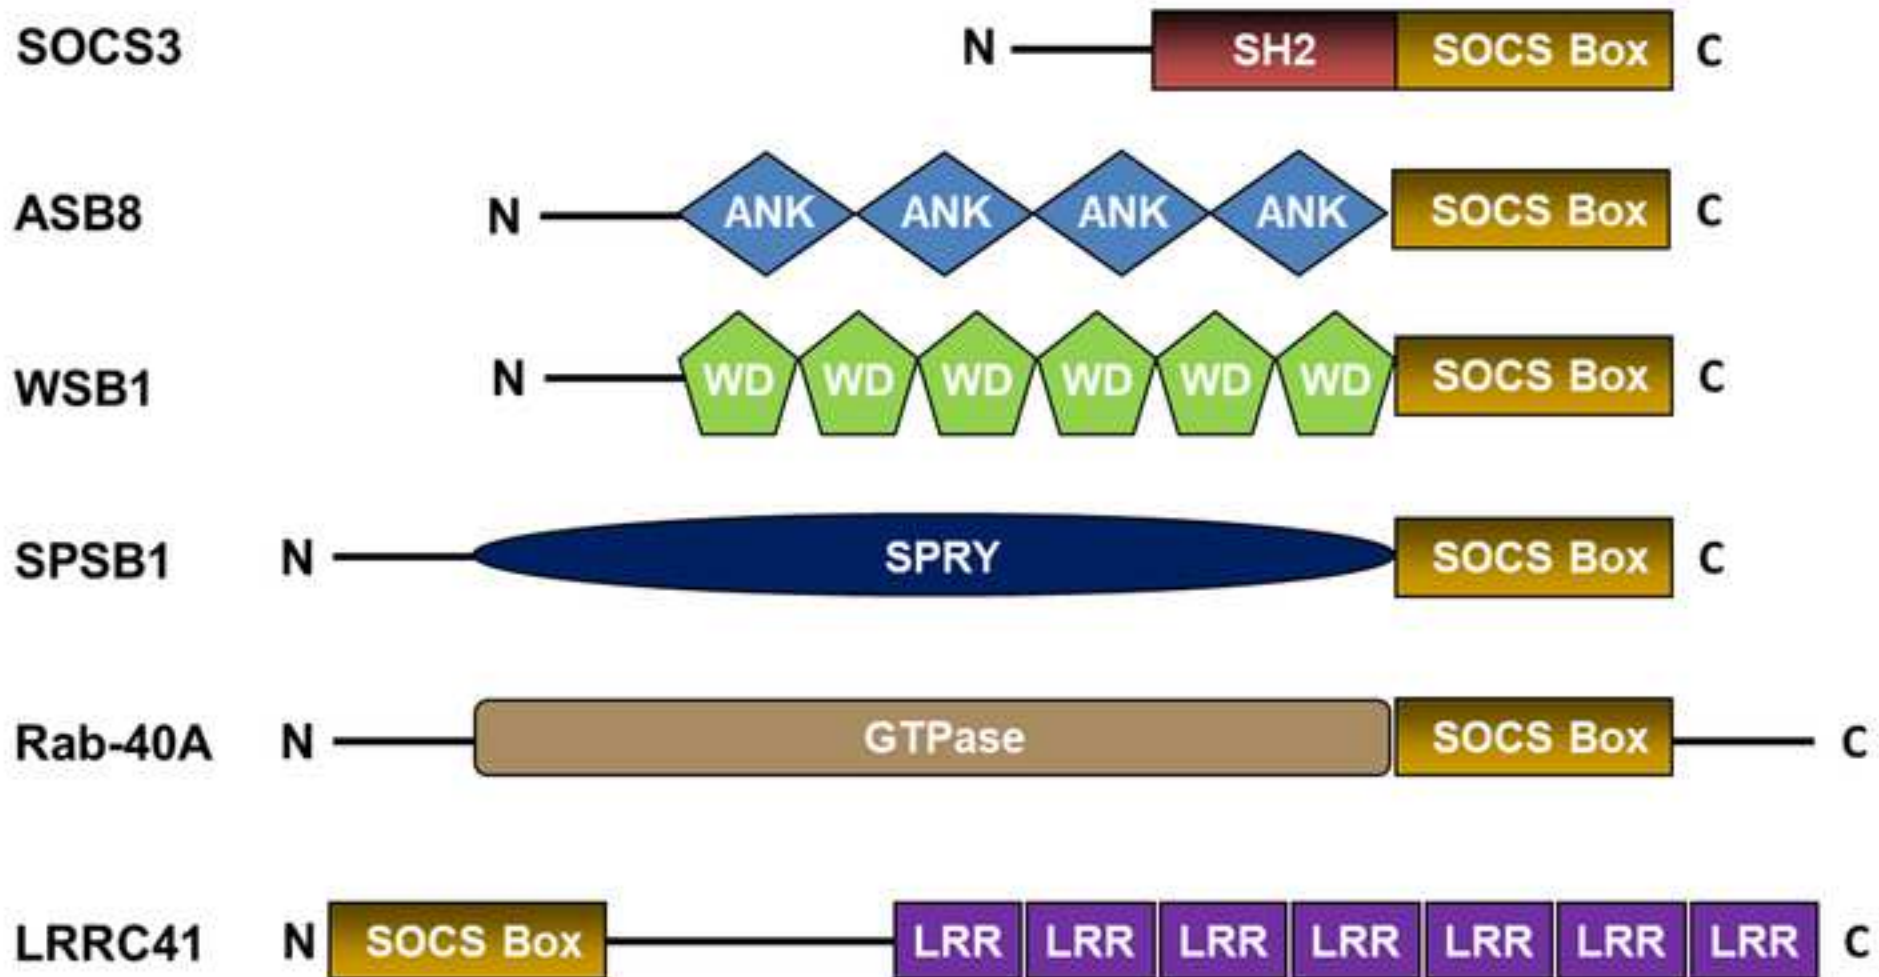 SOCS3 N SH2 SOCS Box C
ASB8 N ANK ANK ANK ANK SOCS Box C
WSB1 N WD WD WD WD WD WD SOCS Box C
SPSB1 N SPRY SOCS Box C
Rab-40A N GTPase SOCS Box C
LRRC41 N SOCS Box LRR LRR LRR LRR LRR LRR LRR C